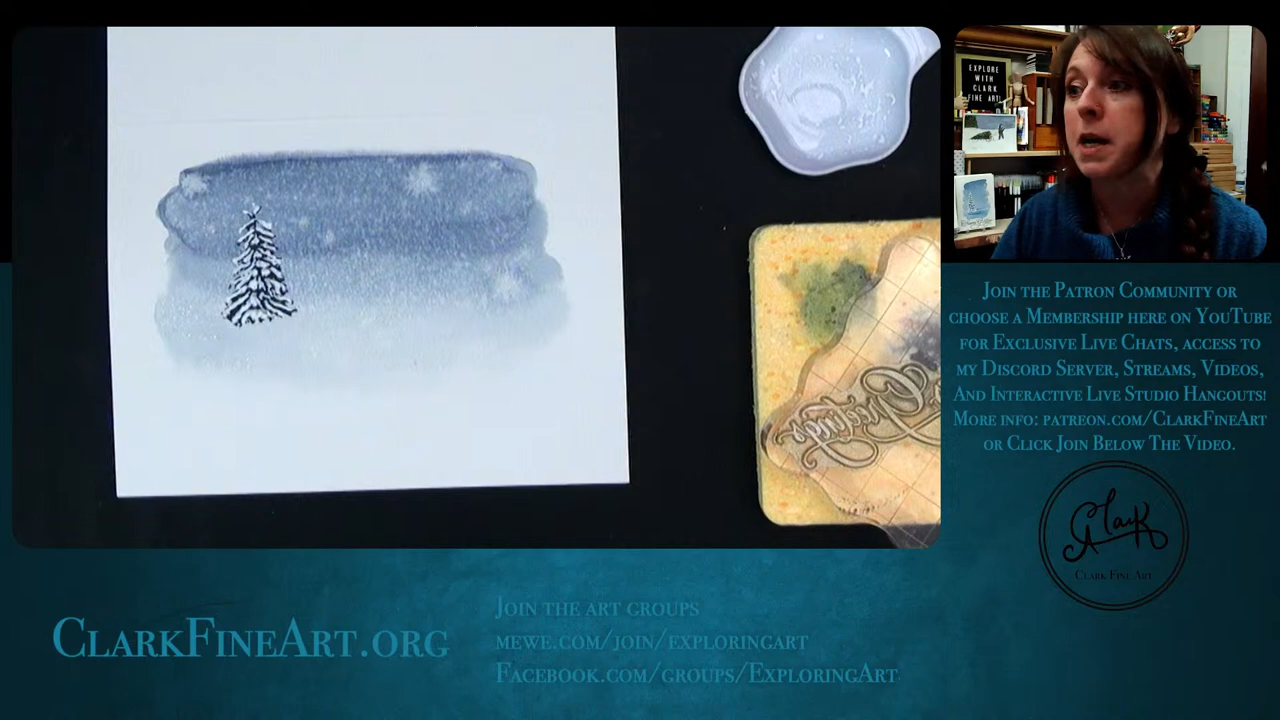 EXPLORE
WITH
CLARK
FINE ART!
Join the Patron Community or
choose a Membership here on YouTube
for Exclusive Live Chats, access to
my Discord Server, Streams, Videos,
And Interactive Live Studio Hangouts!
More info: patreon.com/ClarkFineArt
or Click Join Below The Video.
Greetings
Clark
Clark Fine Art
ClarkFineArt.org
Join the art groups
mewe.com/join/exploringart
Facebook.com/groups/ExploringArt